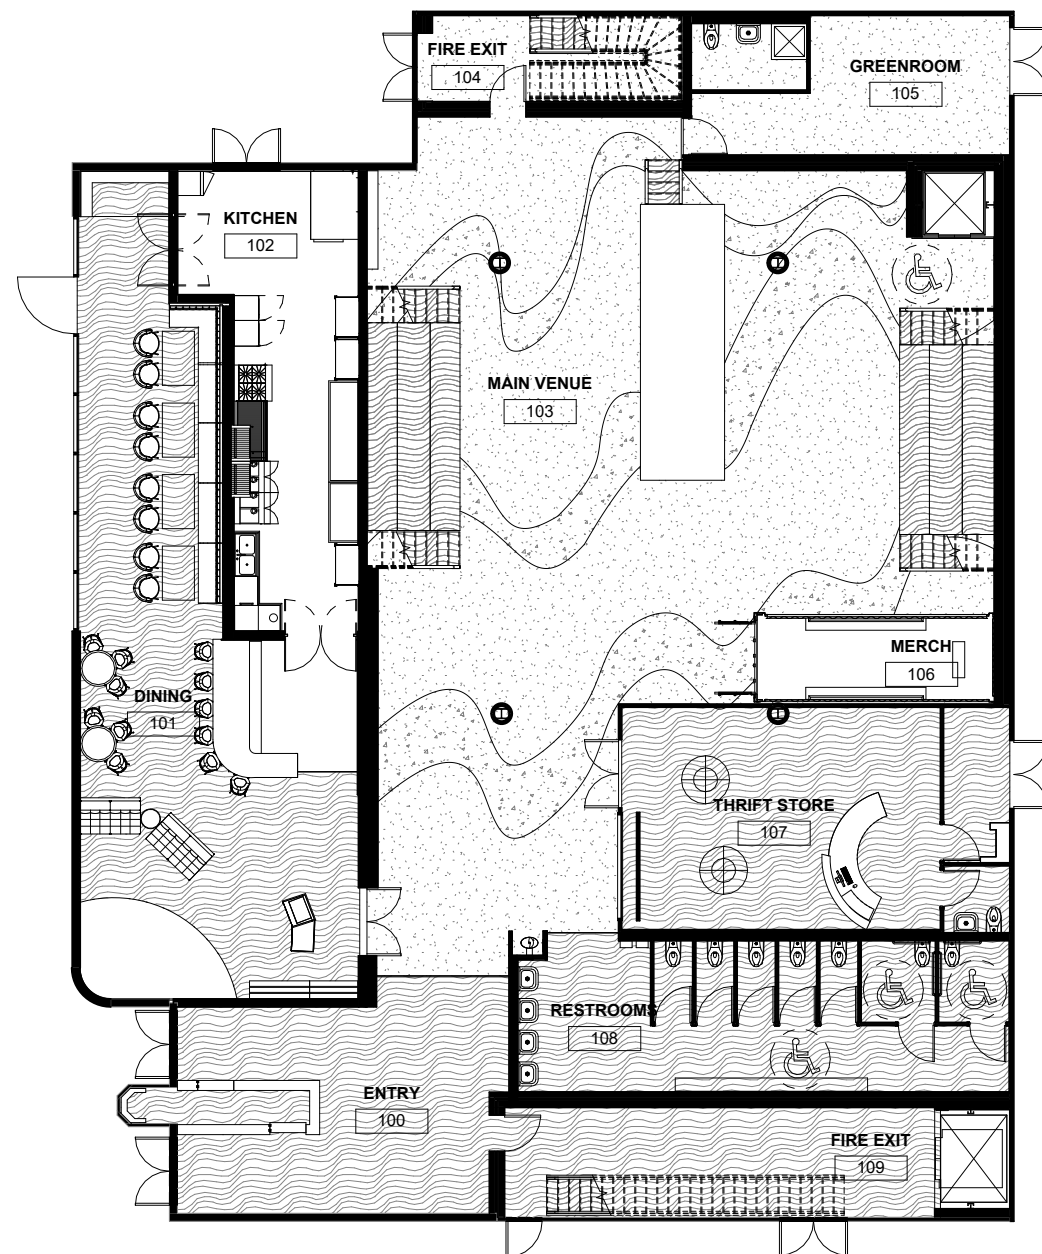 FIRE EXIT
104
GREENROOM
105
KITCHEN
102
MAIN VENUE
103
MERCH
106
DINING
101
THRIFT STORE
107
RESTROOMS
108
ENTRY
100
FIRE EXIT
109